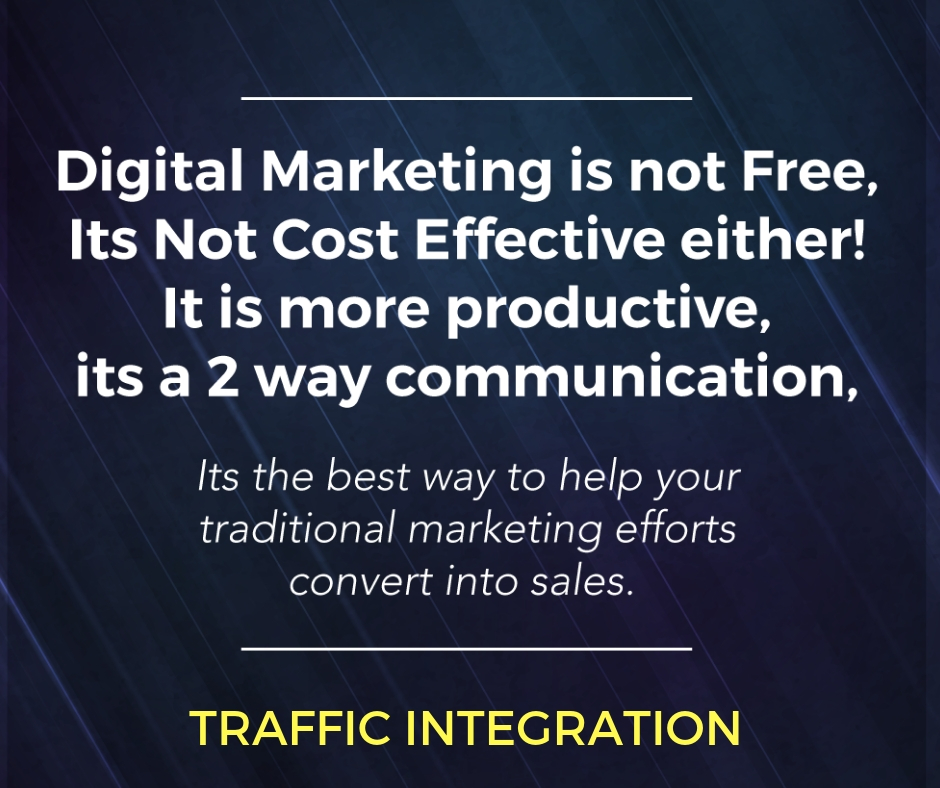 Digital Marketing is not Free,
Its Not Cost Effective either!
It is more productive,
its a 2 way communication,
Its the best way to help your
traditional marketing efforts
convert into sales.
TRAFFIC INTEGRATION